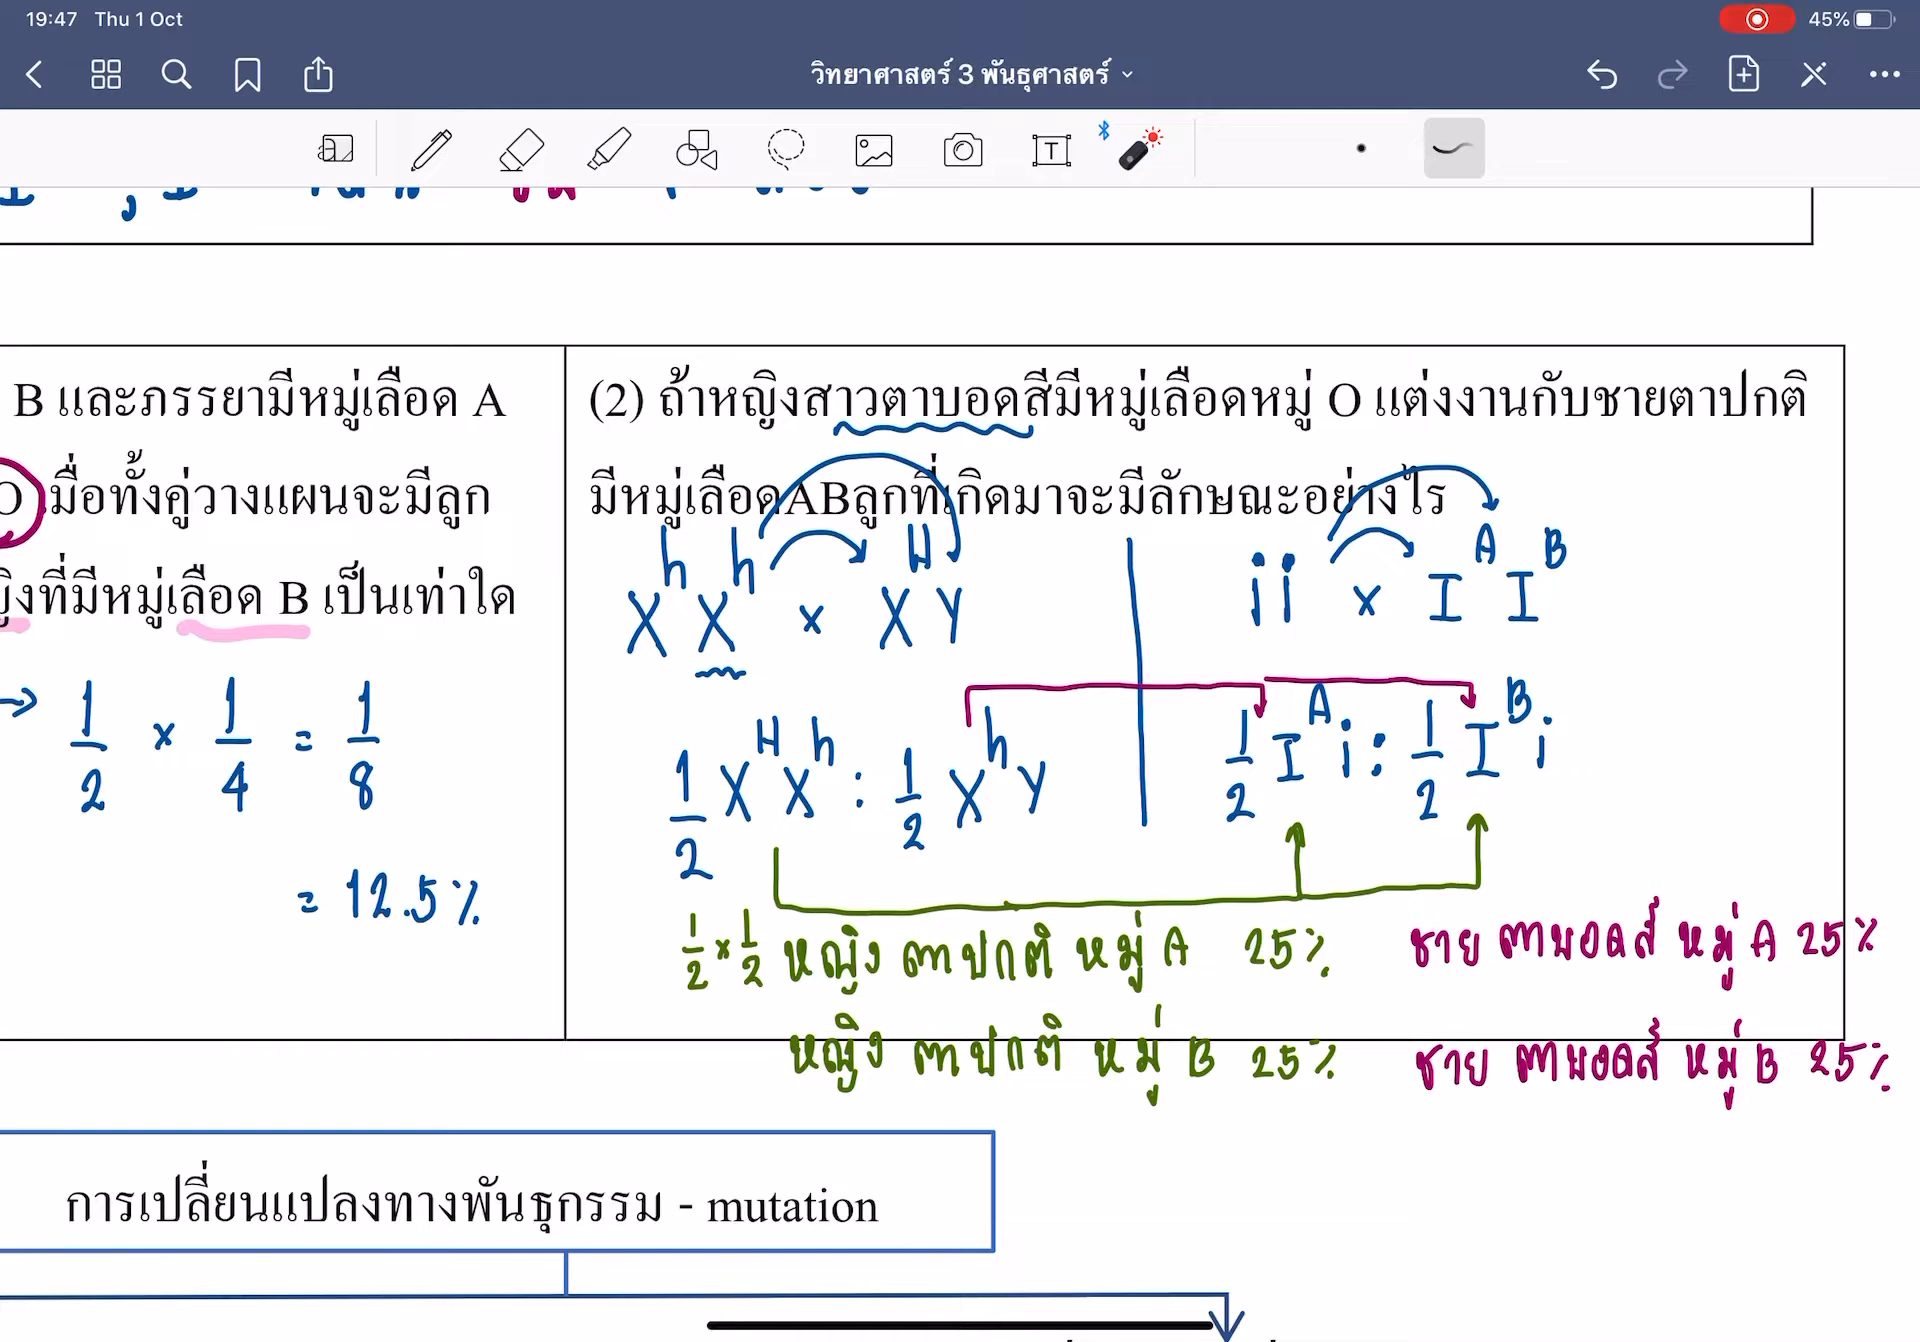 19:47 Thu 1 Oct
45%
วิทยาศาสตร์ 3 พันธุศาสตร์
B และภรรยามีหมู่เลือด A
O มื่อทั้งคู่วางแผนจะมีลูก
ญิงที่มีหมู่เลือด B เป็นเท่าใด
1/2 × 1/4 = 1/8
= 12.5%
(2) ถ้าหญิงสาวตาบอดสีมีหมู่เลือดหมู่ O แต่งงานกับชายตาปกติ
มีหมู่เลือดABลูกที่เกิดมาจะมีลักษณะอย่างไร
X^h X^h × X^H Y
ii × I^A I^B
1/2 X^H X^h : 1/2 X^h Y
1/2 I^A i : 1/2 I^B i
1/2 × 1/2 หญิง ตาปกติ หมู่ A 25%
ชาย ตาบอดสี หมู่ A 25%
หญิง ตาปกติ หมู่ B 25%
ชาย ตาบอดสี หมู่ B 25%
การเปลี่ยนแปลงทางพันธุกรรม - mutation